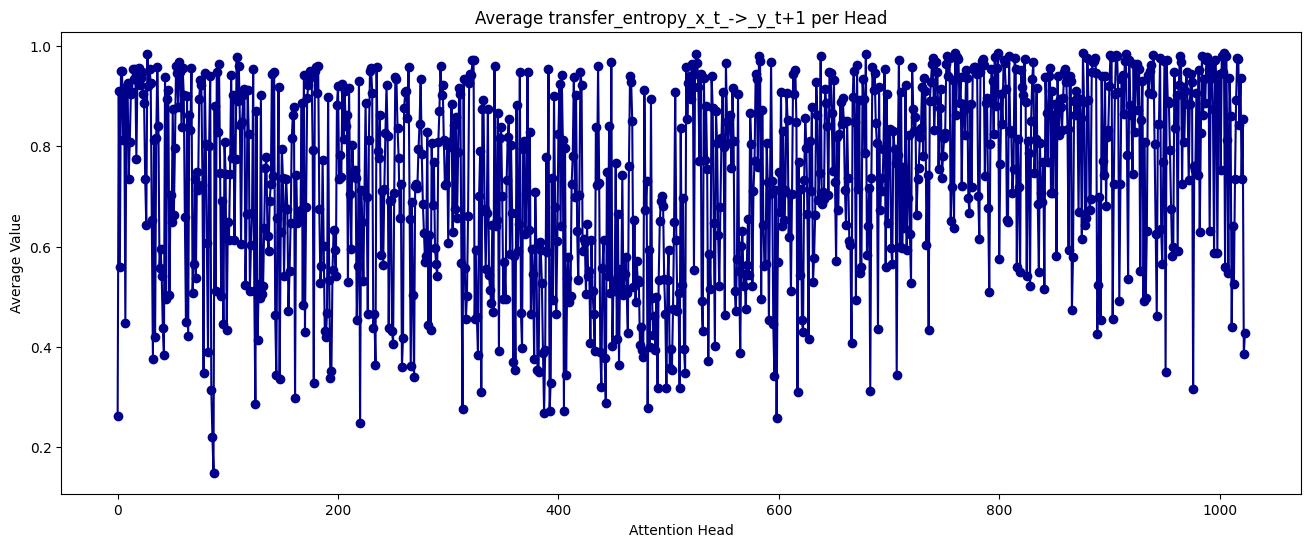 Average transfer_entropy_x_t_->_y_t+1 per Head
1.0
0.8
0.6
0.4
0.2
Average Value
0 200 400 600 800 1000
Attention Head